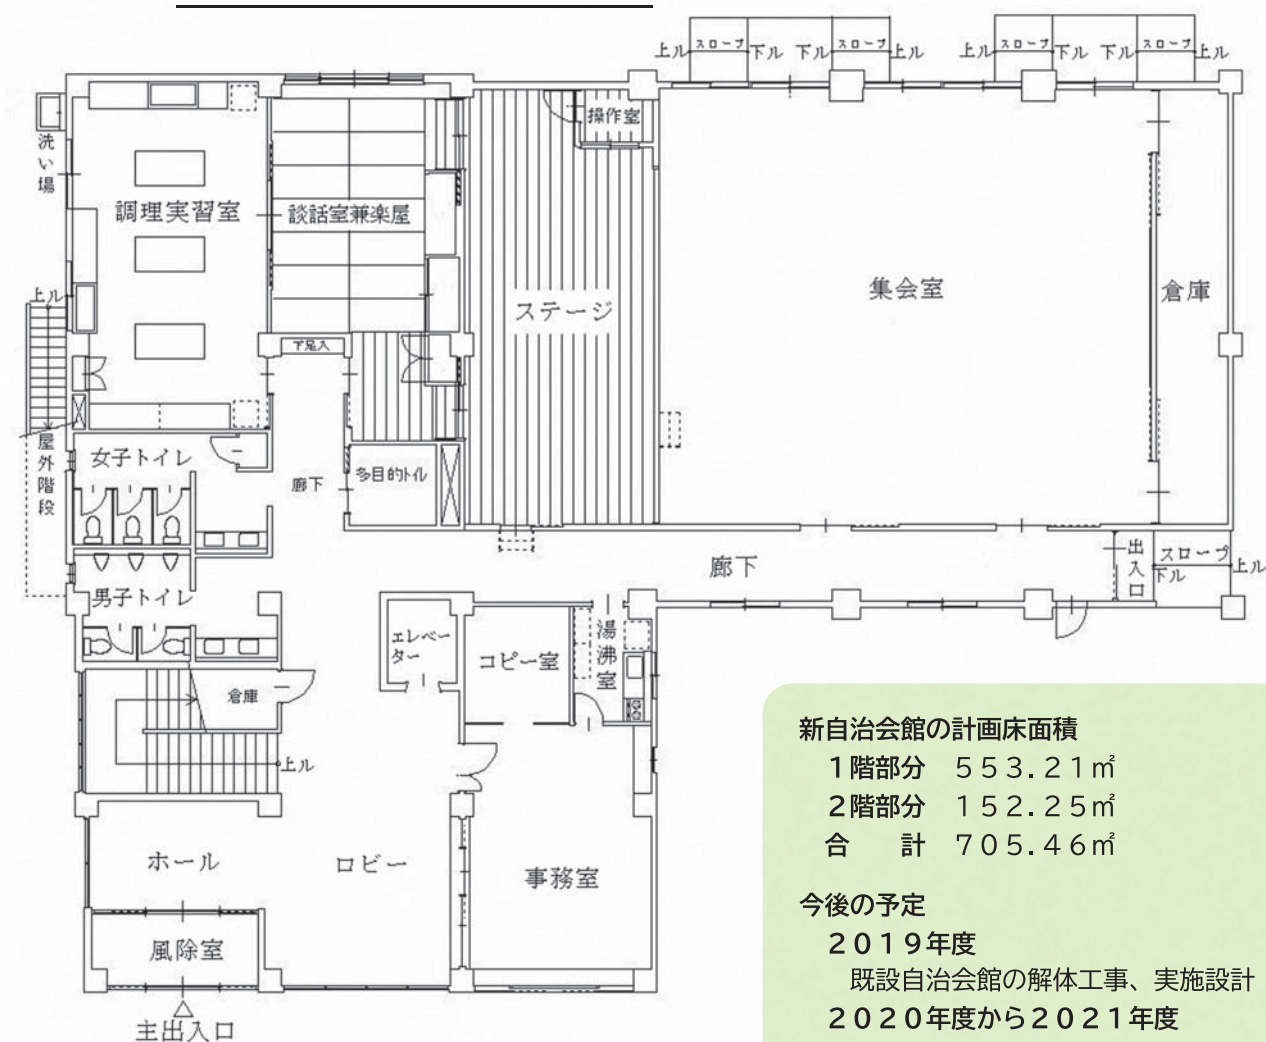 上ル
スロープ
下ル
下ル
スロープ
上ル
上ル
スロープ
下ル
下ル
スロープ
上ル
洗い場
調理実習室
談話室兼楽屋
操作室
ステージ
集会室
倉庫
上ル
下足入
屋外階段
女子トイレ
廊下
多目的トイレ
男子トイレ
廊下
出入口
スロープ
下ル
上ル
エレベーター
コピー室
湯沸室
倉庫
上ル
ホール
ロビー
事務室
風除室
主出入口
新自治会館の計画床面積
1階部分 553.21㎡
2階部分 152.25㎡
合 計 705.46㎡
今後の予定
2019年度
既設自治会館の解体工事、実施設計
2020年度から2021年度